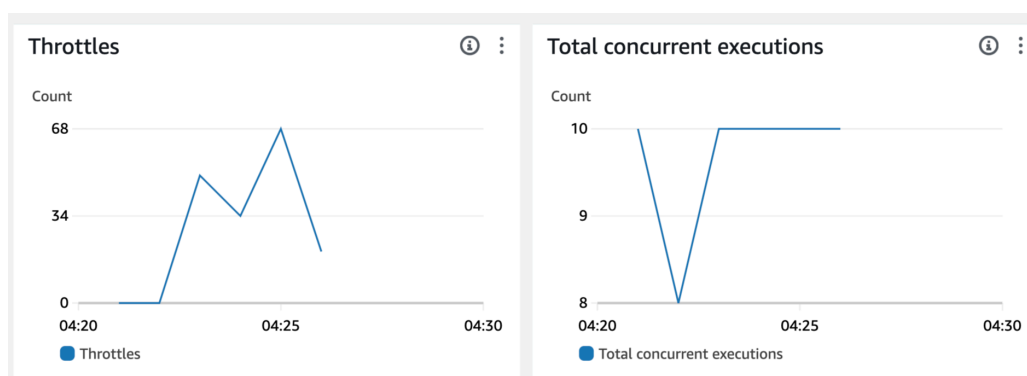 Throttles
Count
68
34
0
04:20 04:25 04:30
Throttles
Total concurrent executions
Count
10
9
8
04:20 04:25 04:30
Total concurrent executions